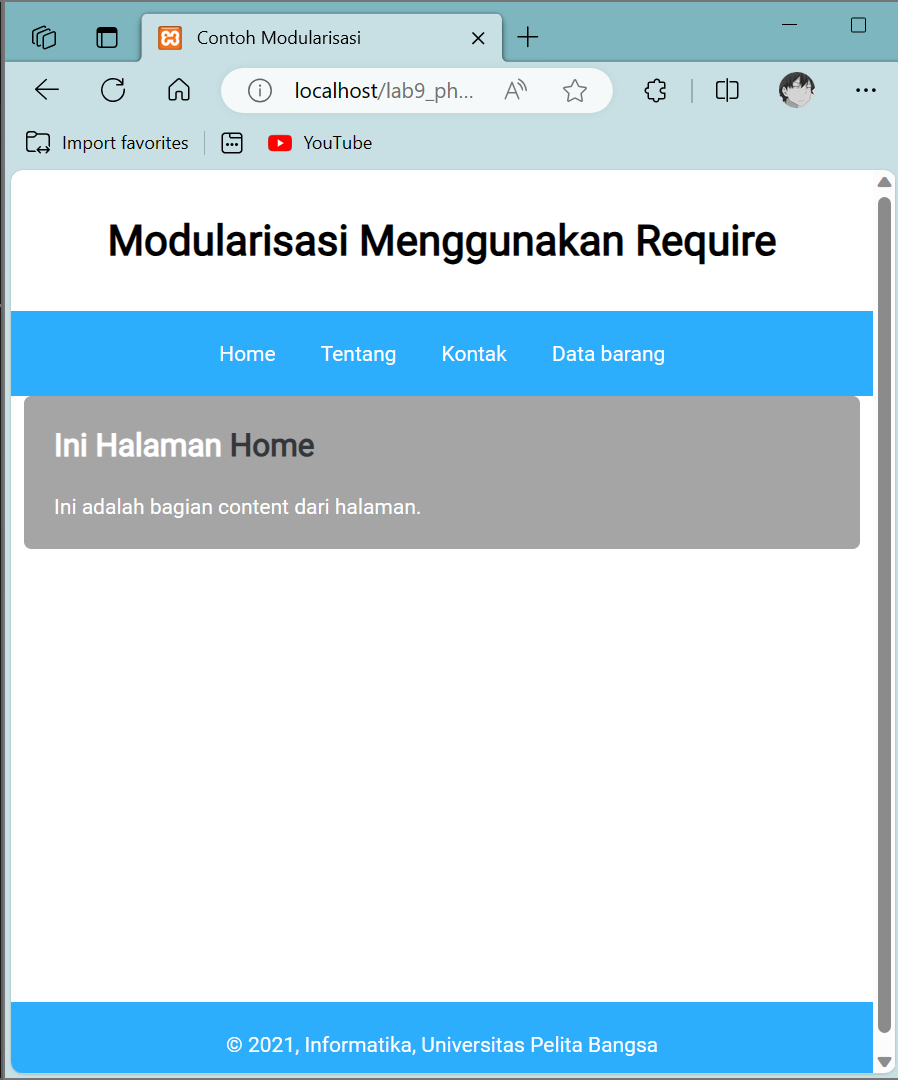 Contoh Modularisasi
localhost/lab9_ph...
Import favorites
YouTube
Modularisasi Menggunakan Require
Home Tentang Kontak Data barang
Ini Halaman Home
Ini adalah bagian content dari halaman.
© 2021, Informatika, Universitas Pelita Bangsa